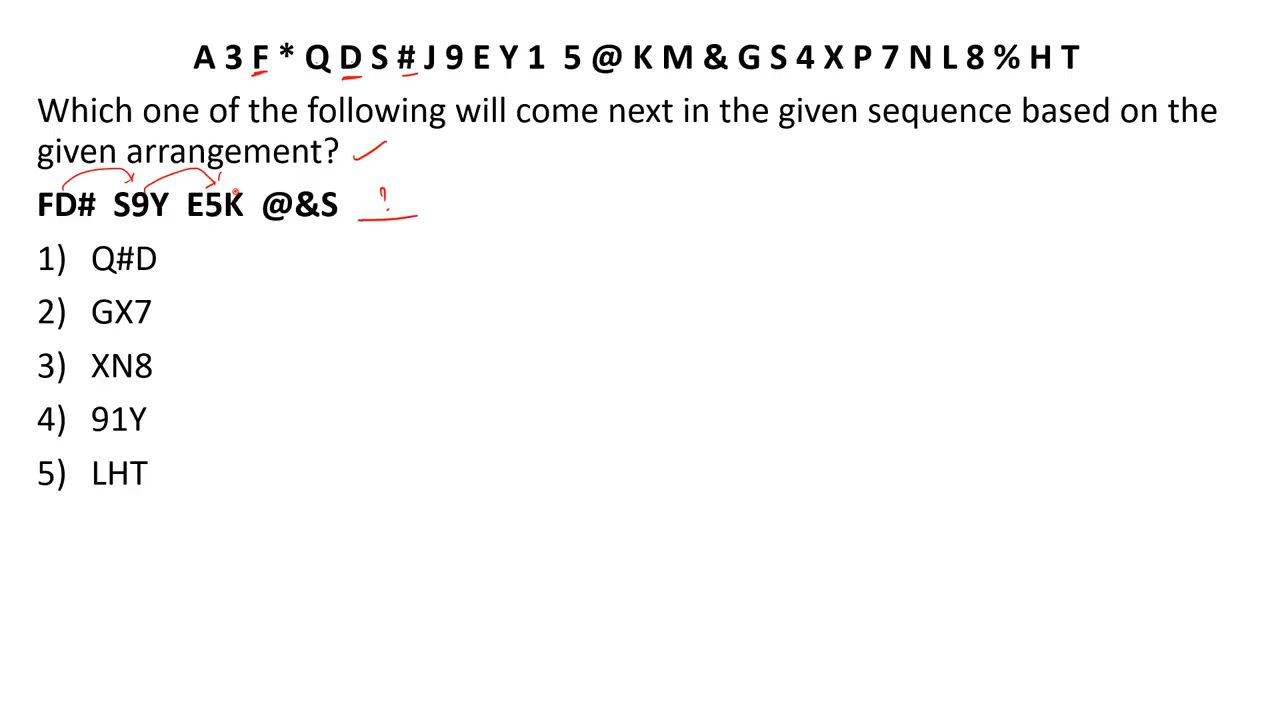 A 3 F * Q D S # J 9 E Y 1 5 @ K M & G S 4 X P 7 N L 8 % H T
Which one of the following will come next in the given sequence based on the
given arrangement?
FD# S9Y E5K @&S ?
1) Q#D
2) GX7
3) XN8
4) 91Y
5) LHT